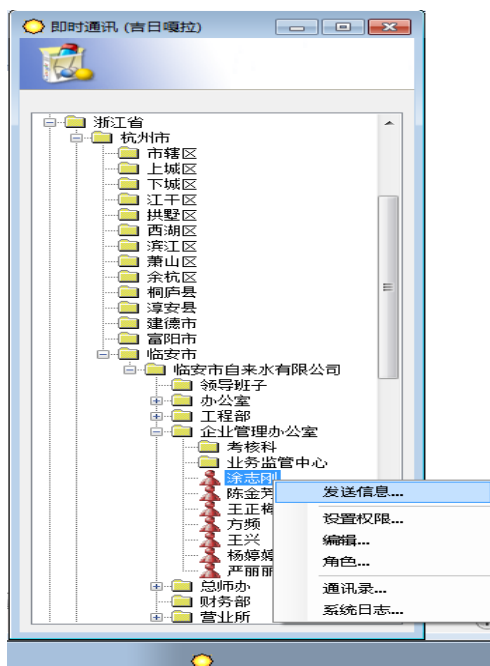 即时通讯 (吉日嘎拉)
浙江省
杭州市
市辖区
上城区
下城区
江干区
拱墅区
西湖区
滨江区
萧山区
余杭区
桐庐县
淳安县
建德市
富阳市
临安市
临安市自来水有限公司
领导班子
办公室
工程部
企业管理办公室
考核科
业务监管中心
涂志刚
发送信息...
陈金芳
王正梅
设置权限...
方频
王兴
编辑...
杨婷婷
角色...
严丽丽
总师办
通讯录...
财务部
营业所
系统日志...